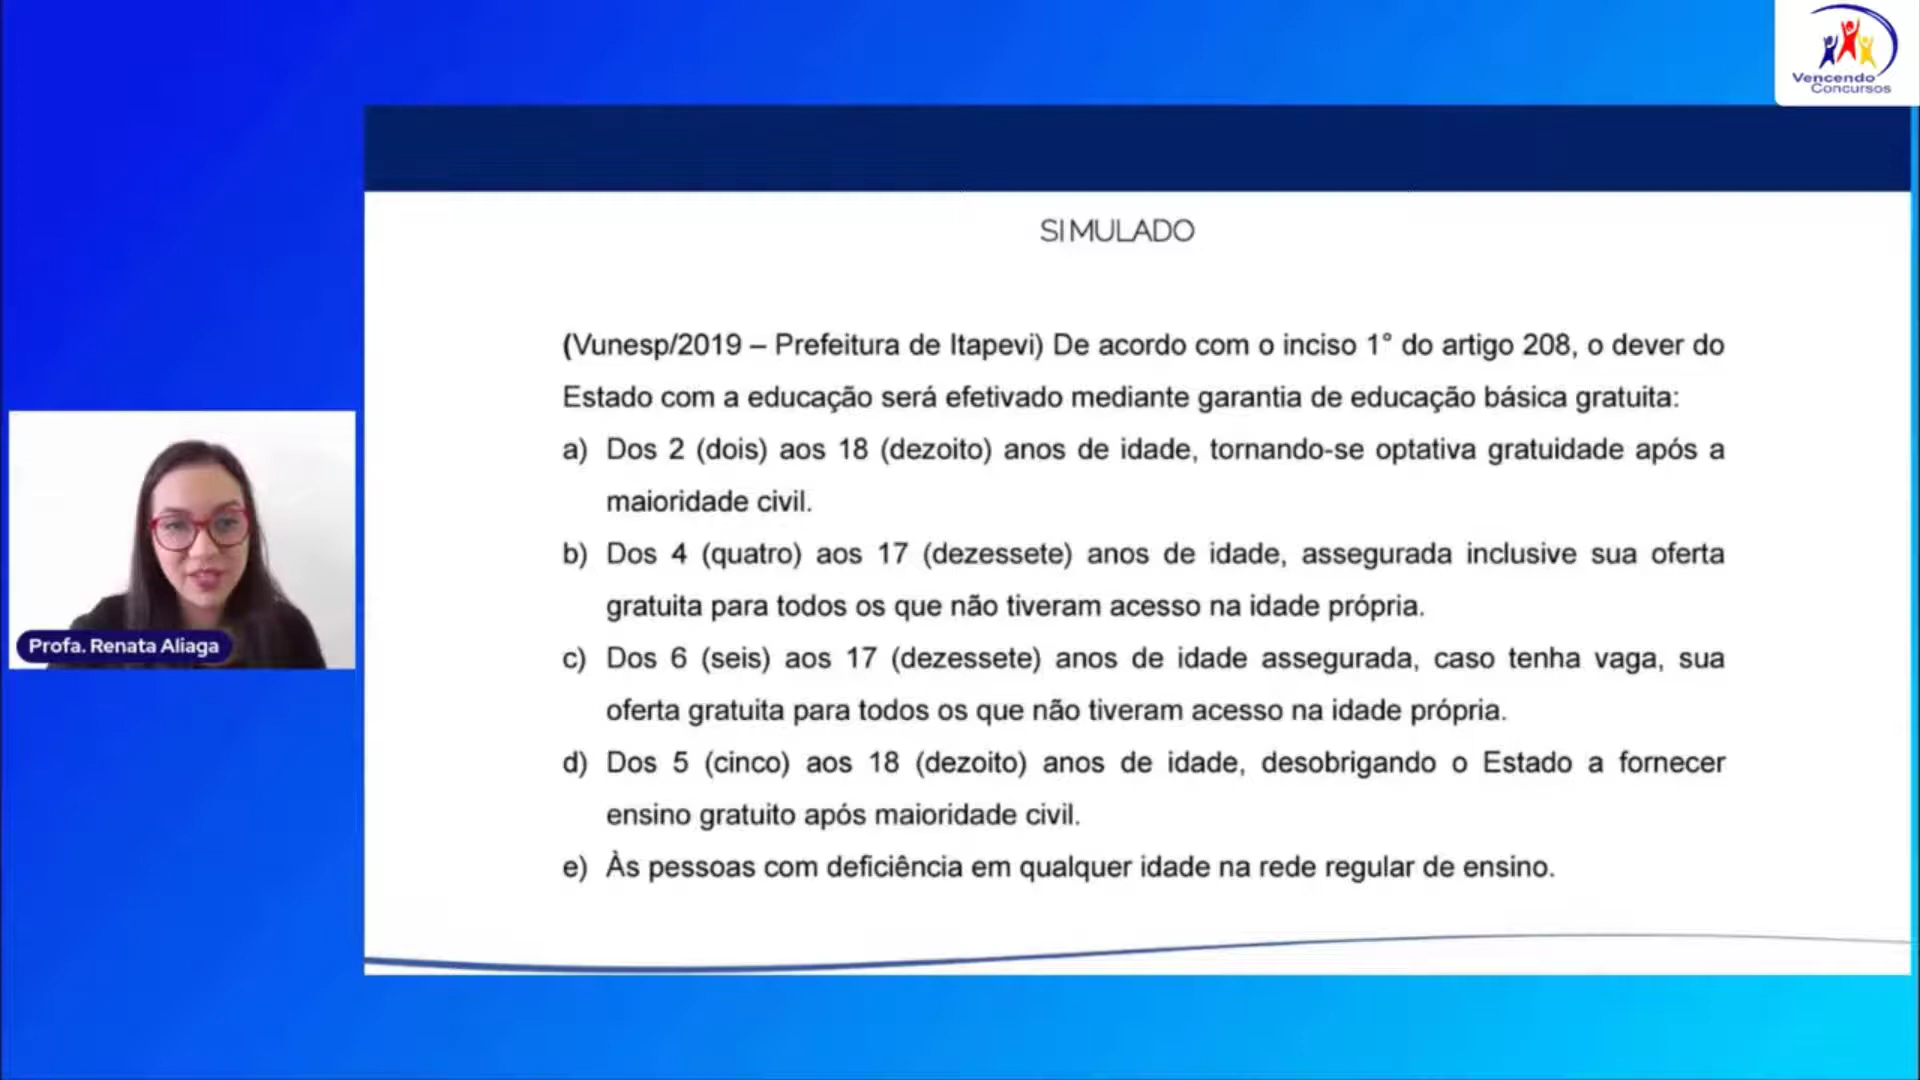 Vencendo
Concursos
SIMULADO
(Vunesp/2019 – Prefeitura de Itapevi) De acordo com o inciso 1° do artigo 208, o dever do
Estado com a educação será efetivado mediante garantia de educação básica gratuita:
a) Dos 2 (dois) aos 18 (dezoito) anos de idade, tornando-se optativa gratuidade após a
maioridade civil.
b) Dos 4 (quatro) aos 17 (dezessete) anos de idade, assegurada inclusive sua oferta
gratuita para todos os que não tiveram acesso na idade própria.
c) Dos 6 (seis) aos 17 (dezessete) anos de idade assegurada, caso tenha vaga, sua
oferta gratuita para todos os que não tiveram acesso na idade própria.
d) Dos 5 (cinco) aos 18 (dezoito) anos de idade, desobrigando o Estado a fornecer
ensino gratuito após maioridade civil.
e) Às pessoas com deficiência em qualquer idade na rede regular de ensino.
Profa. Renata Aliaga